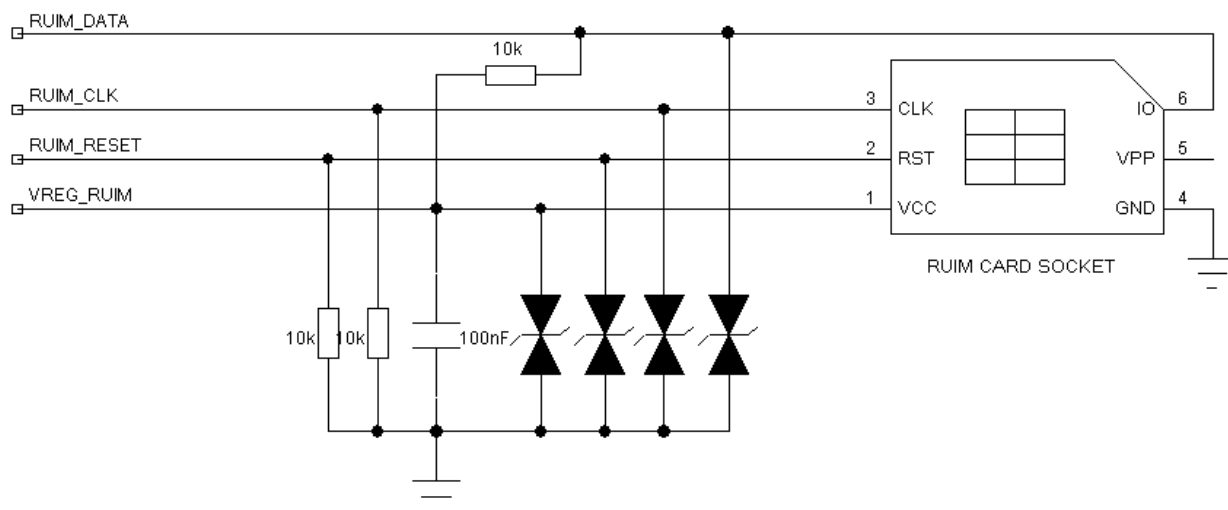 RUIM_DATA
10k
RUIM_CLK
3
CLK
IO
6
RUIM_RESET
2
RST
VPP
5
VREG_RUIM
1
VCC
GND
4
RUIM CARD SOCKET
10k
10k
100nF